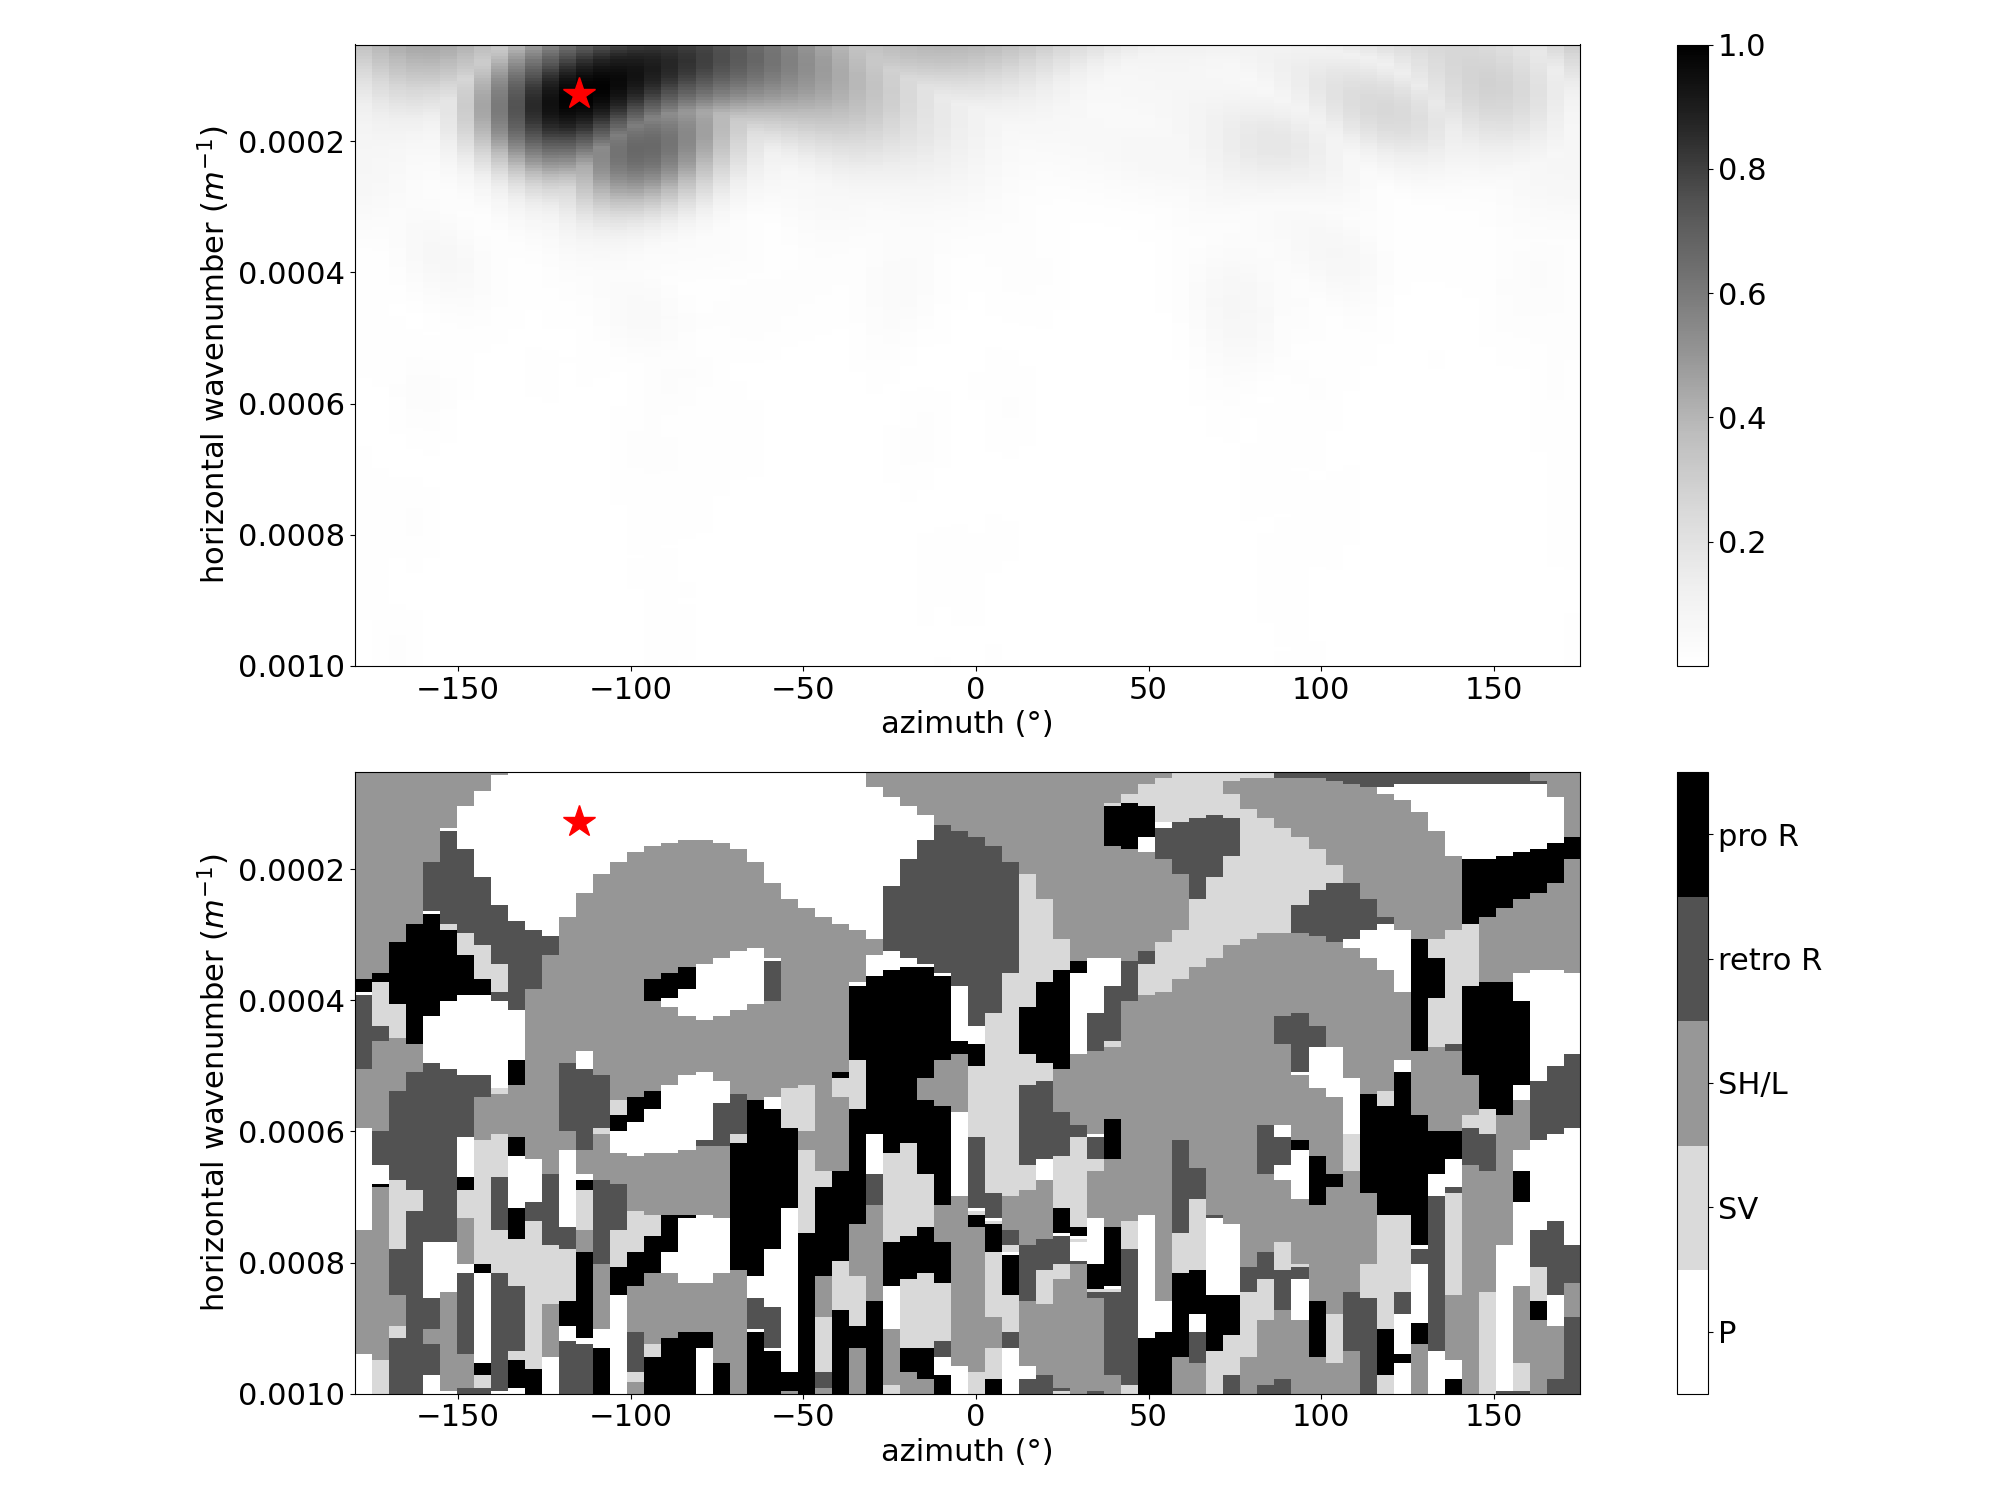 1.0
0.8
0.6
0.4
0.2
horizontal wavenumber (m⁻¹)
0.0002
0.0004
0.0006
0.0008
0.0010
−150 −100 −50 0 50 100 150
azimuth (°)
pro R
retro R
SH/L
SV
P
horizontal wavenumber (m⁻¹)
0.0002
0.0004
0.0006
0.0008
0.0010
−150 −100 −50 0 50 100 150
azimuth (°)